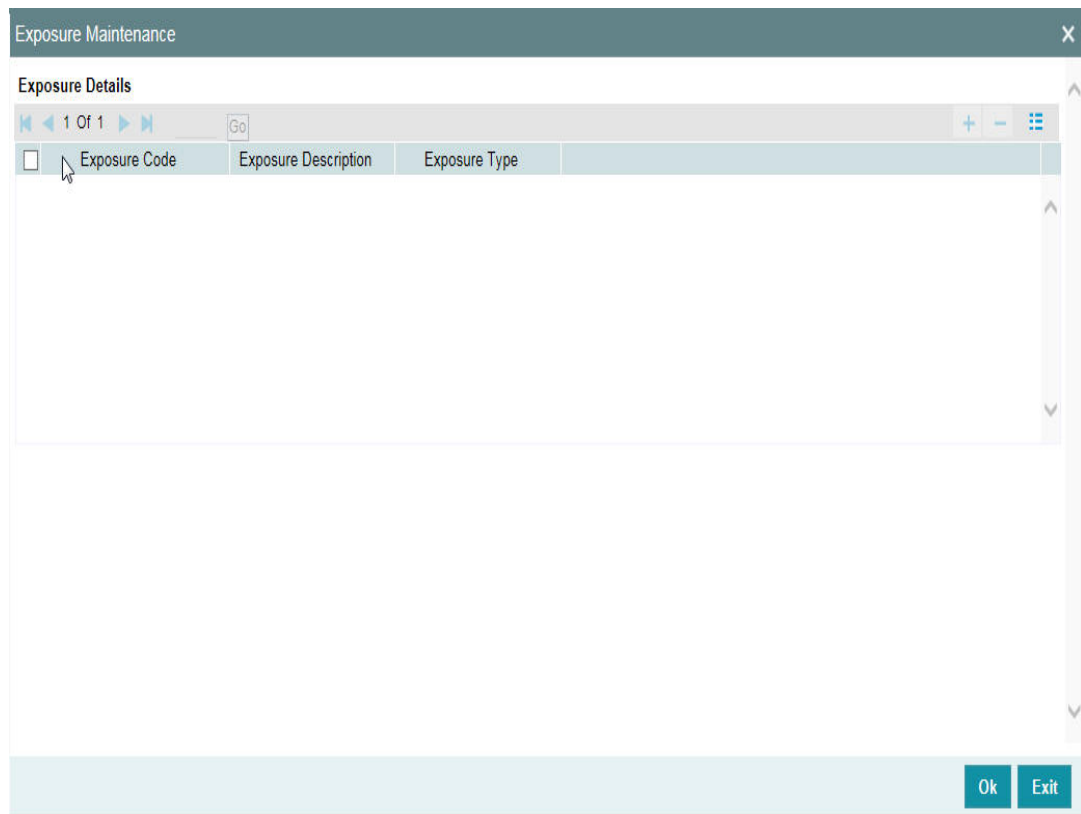 Exposure Maintenance
Exposure Details
1 Of 1 Go
Exposure Code Exposure Description Exposure Type
Ok Exit